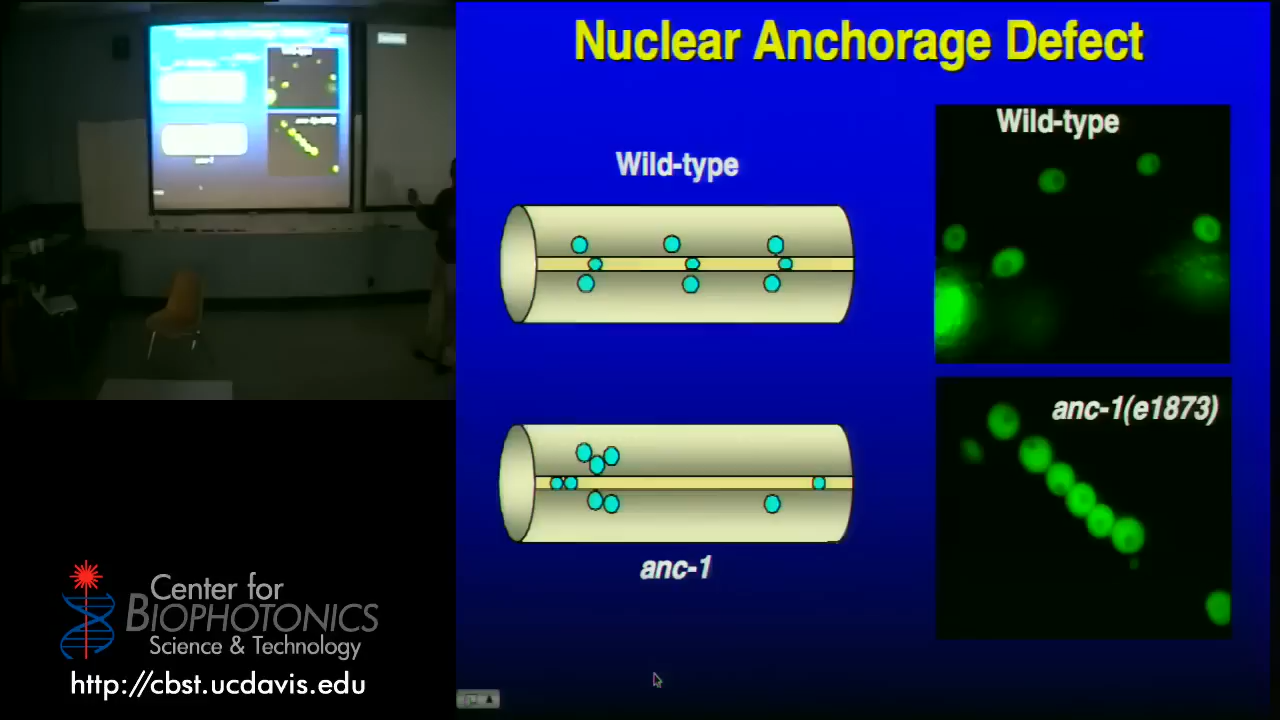 Nuclear Anchorage Defect
Wild-type
Wild-type
anc-1(e1873)
anc-1
Center for
BIOPHOTONICS
Science & Technology
http://cbst.ucdavis.edu